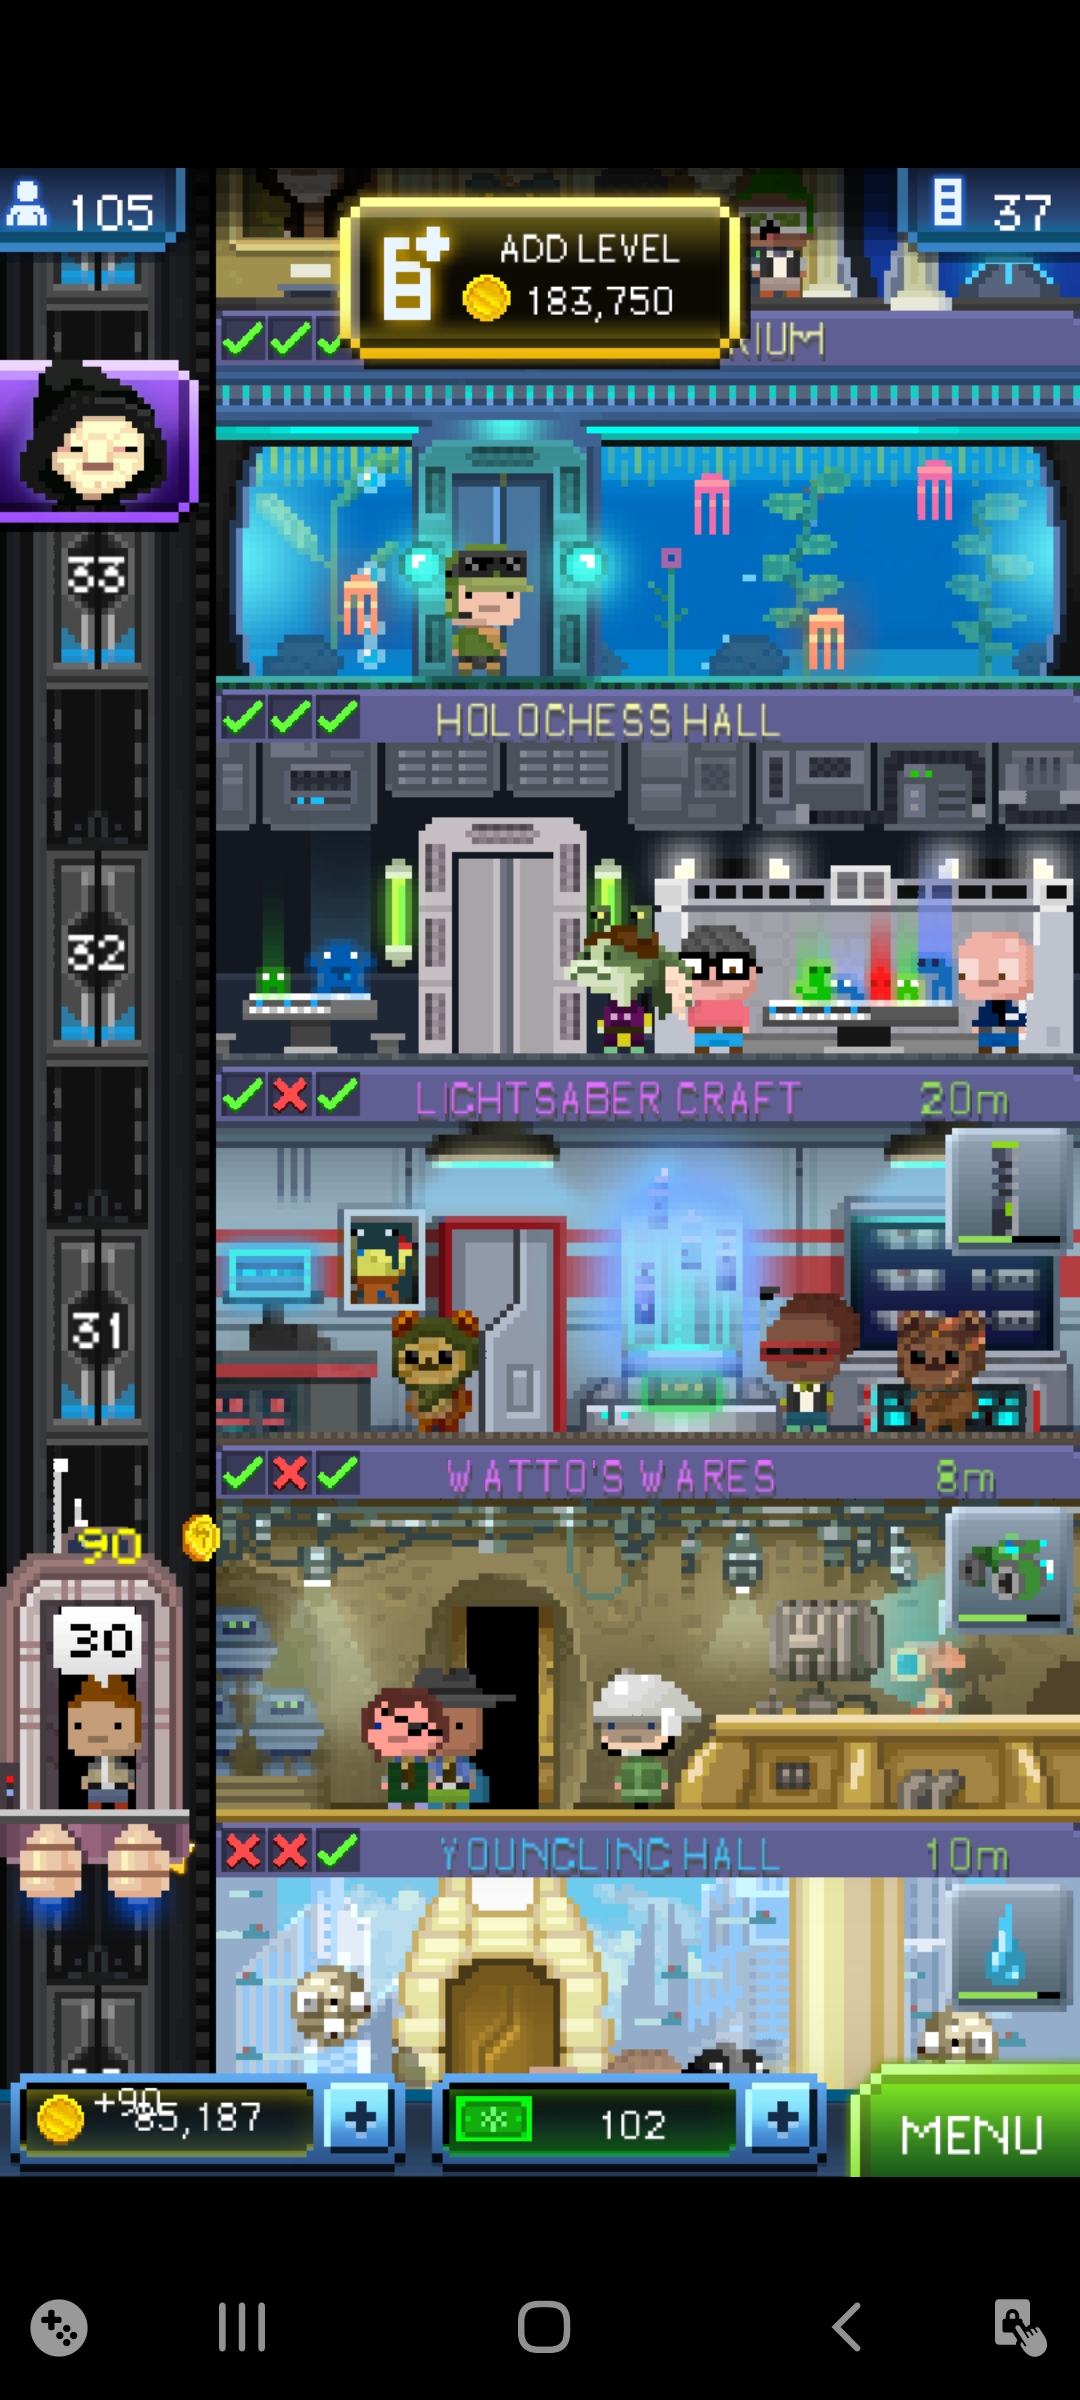 105
37
ADD LEVEL
183,750
RIUM
33
HOLOCHESS HALL
32
LIGHTSABER CRAFT 20m
31
WATTO'S WARES 8m
90
30
YOUNGLING HALL 10m
+90
85,187
102
MENU